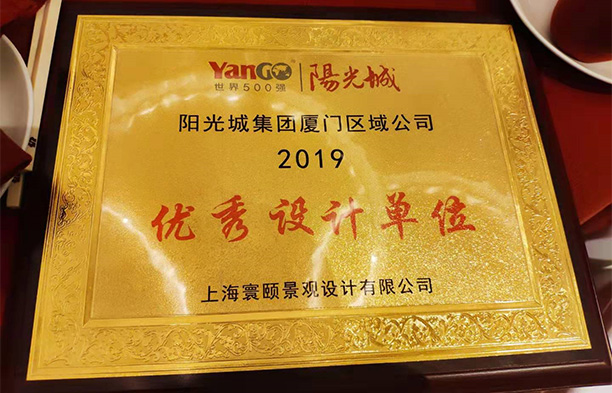 YanGO 陽光城
世界500强
阳光城集团厦门区域公司
2019
优秀设计单位
上海寰颐景观设计有限公司